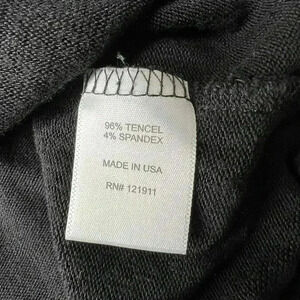 96% TENCEL
4% SPANDEX
MADE IN USA
RN# 121911